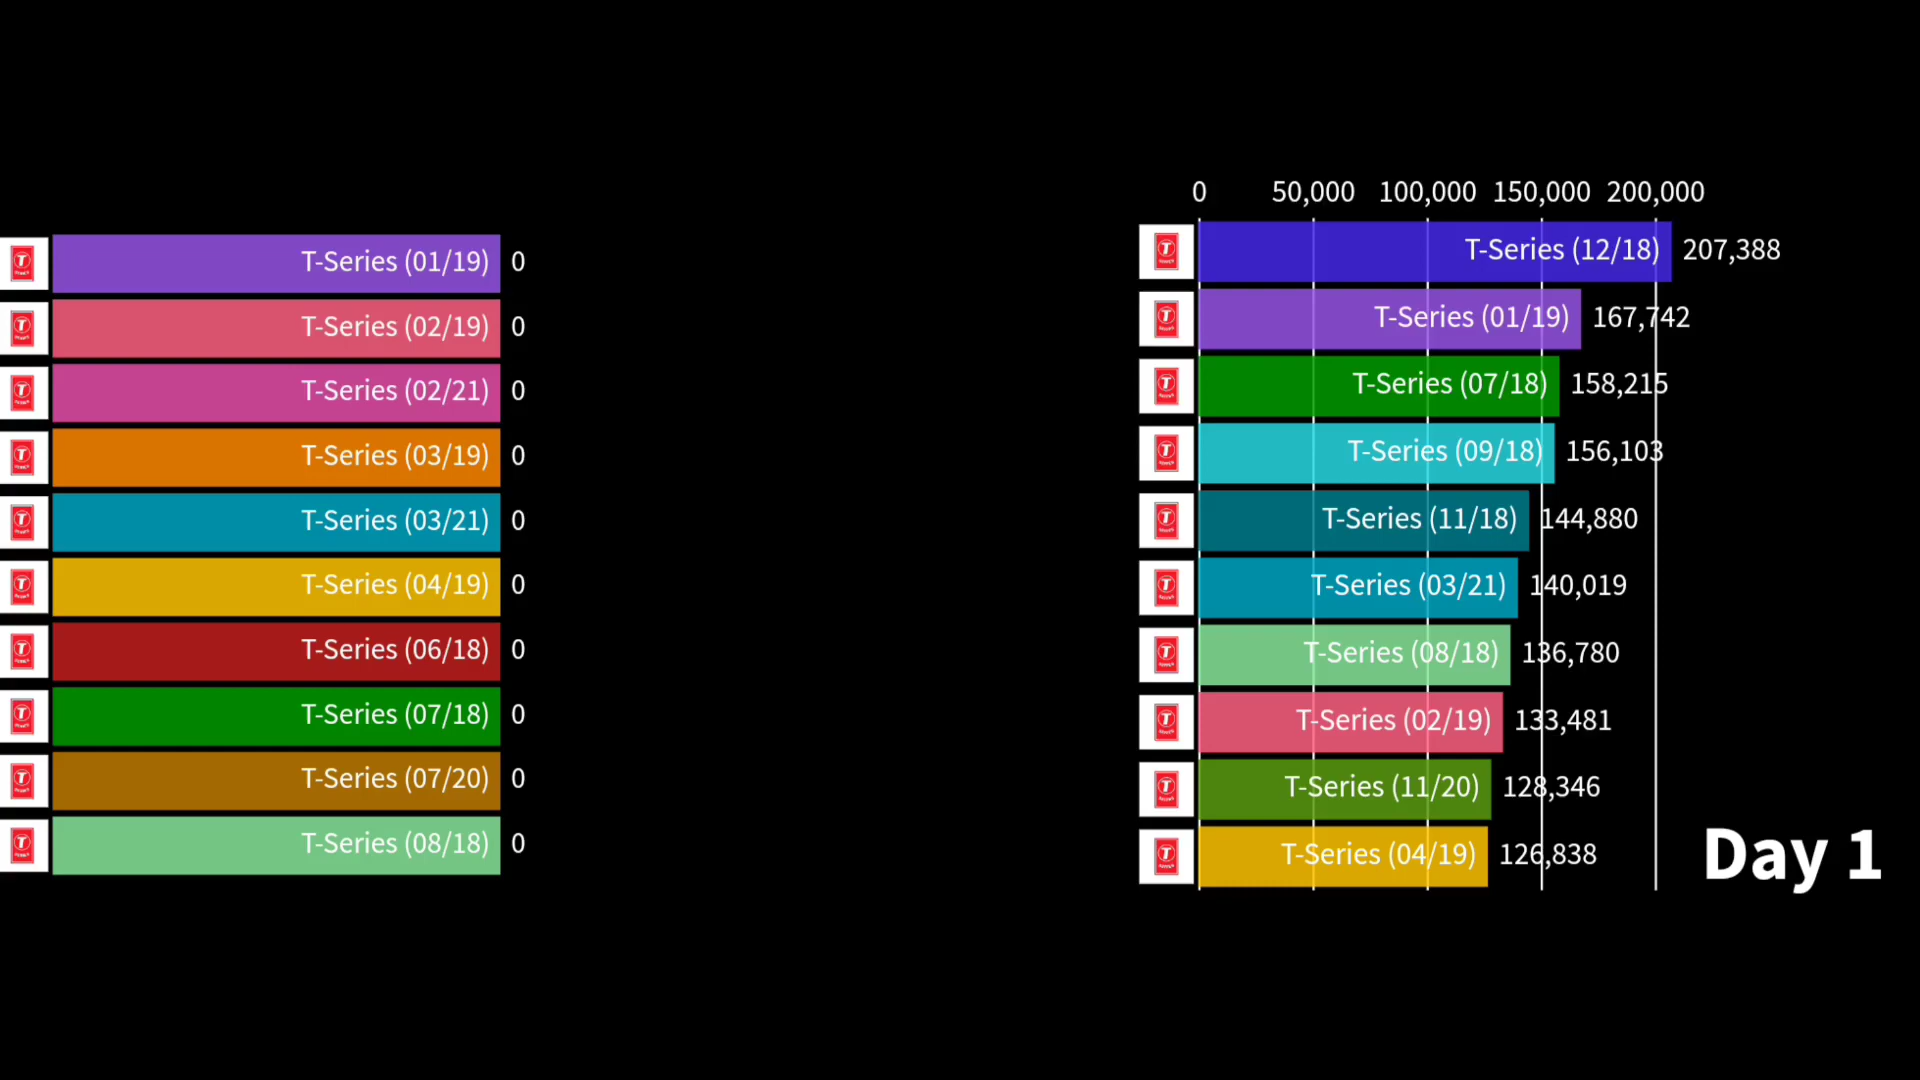 T-Series (01/19) 0
T-Series (02/19) 0
T-Series (02/21) 0
T-Series (03/19) 0
T-Series (03/21) 0
T-Series (04/19) 0
T-Series (06/18) 0
T-Series (07/18) 0
T-Series (07/20) 0
T-Series (08/18) 0
0 50,000 100,000 150,000 200,000
T-Series (12/18) 207,388
T-Series (01/19) 167,742
T-Series (07/18) 158,215
T-Series (09/18) 156,103
T-Series (11/18) 144,880
T-Series (03/21) 140,019
T-Series (08/18) 136,780
T-Series (02/19) 133,481
T-Series (11/20) 128,346
T-Series (04/19) 126,838
Day 1